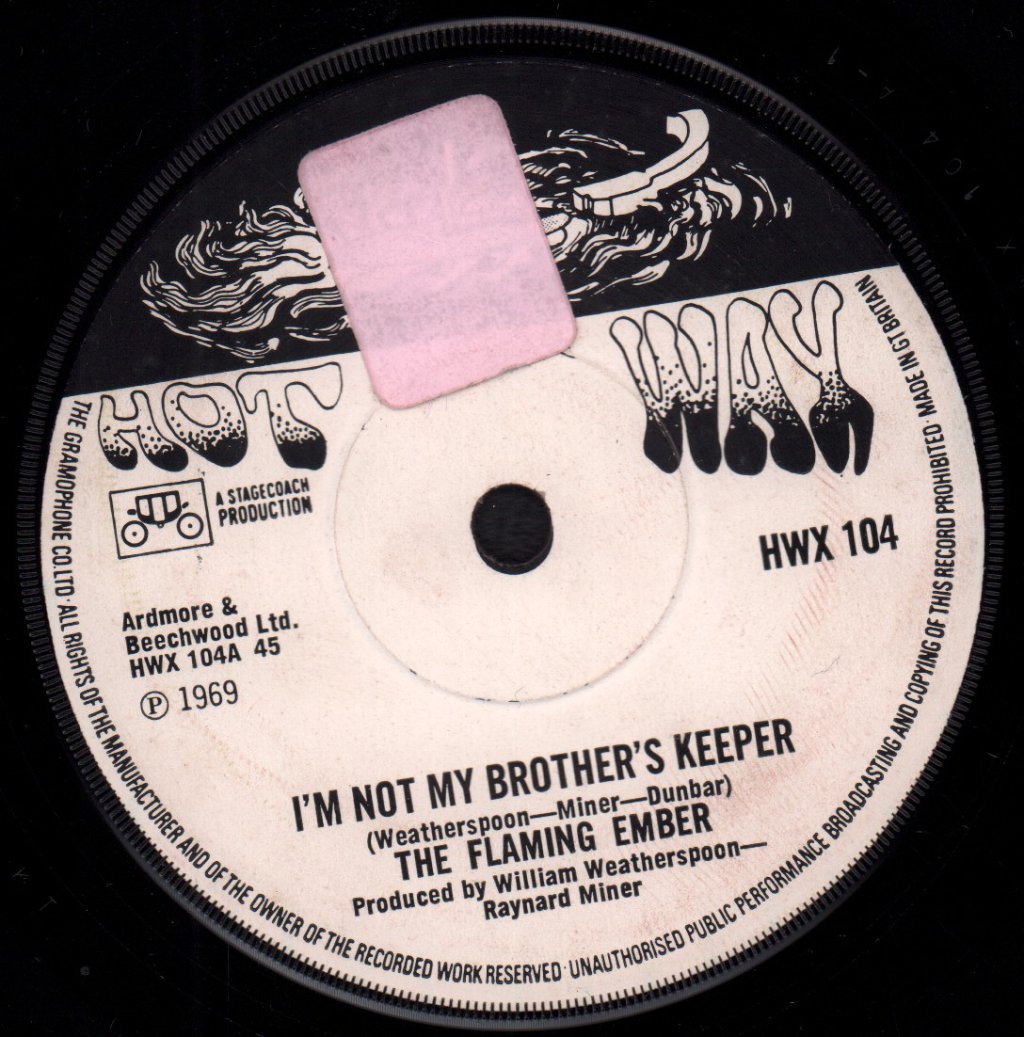 HOT WAX
A STAGECOACH
PRODUCTION
HWX 104
Ardmore &
Beechwood Ltd.
HWX 104A 45
Ⓟ 1969
I'M NOT MY BROTHER'S KEEPER
(Weatherspoon—Miner—Dunbar)
THE FLAMING EMBER
Produced by William Weatherspoon—
Raynard Miner
THE GRAMOPHONE CO. LTD · ALL RIGHTS OF THE MANUFACTURER AND OF THE OWNER OF THE RECORDED WORK RESERVED · UNAUTHORISED PUBLIC PERFORMANCE BROADCASTING AND COPYING OF THIS RECORD PROHIBITED · MADE IN GT BRITAIN